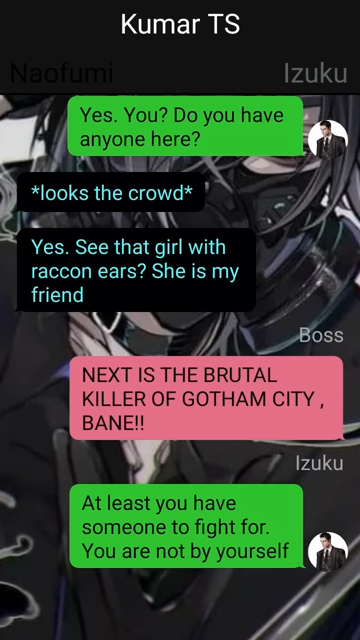 Kumar TS
Naofumi
Izuku
Yes. You? Do you have
anyone here?
*looks the crowd*
Yes. See that girl with
raccon ears? She is my
friend
Boss
NEXT IS THE BRUTAL
KILLER OF GOTHAM CITY ,
BANE!!
Izuku
At least you have
someone to fight for.
You are not by yourself